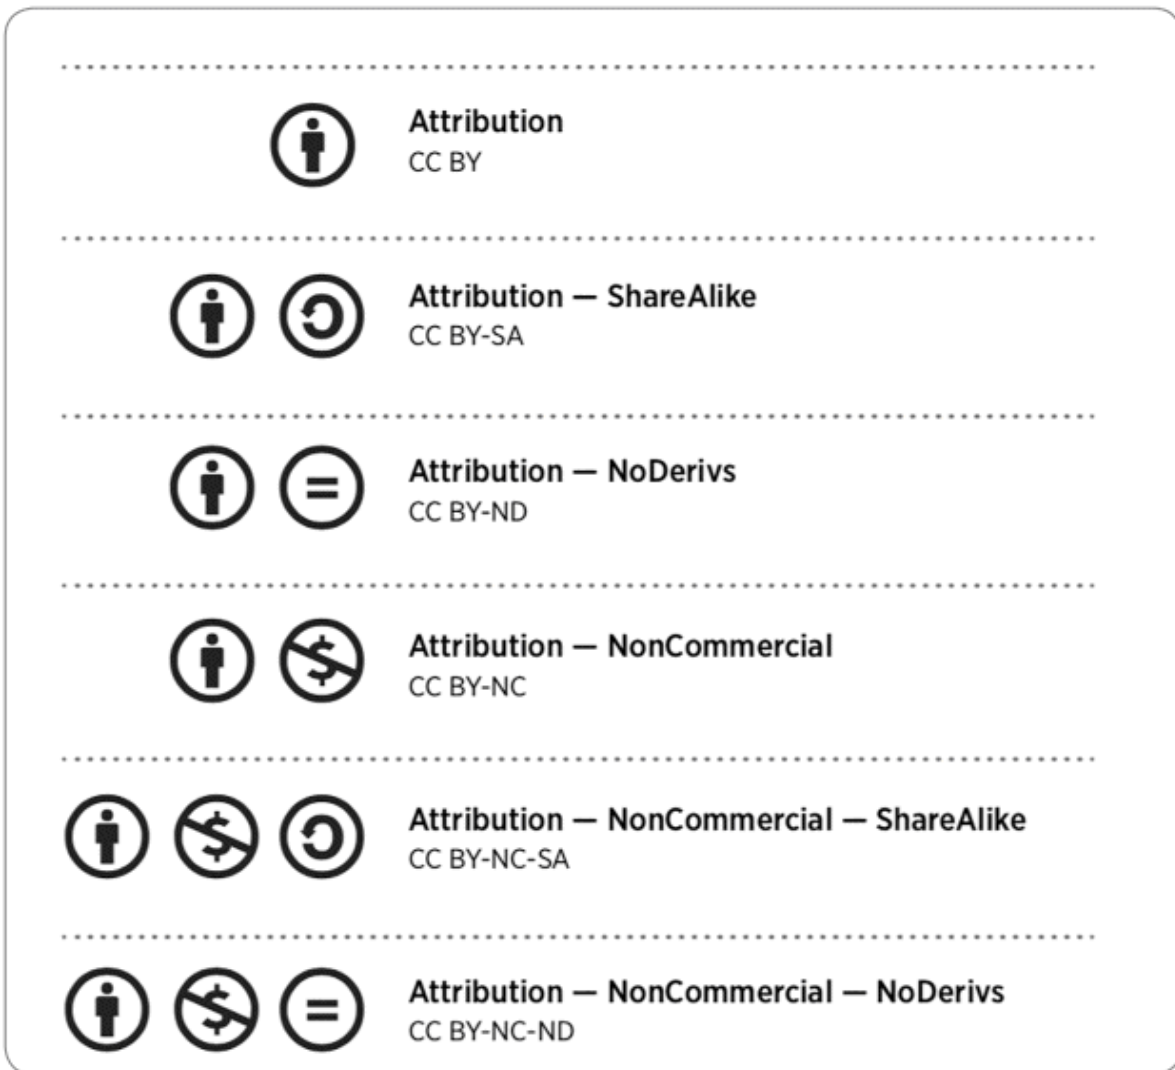 Attribution
CC BY
Attribution — ShareAlike
CC BY-SA
Attribution — NoDerivs
CC BY-ND
Attribution — NonCommercial
CC BY-NC
Attribution — NonCommercial — ShareAlike
CC BY-NC-SA
Attribution — NonCommercial — NoDerivs
CC BY-NC-ND